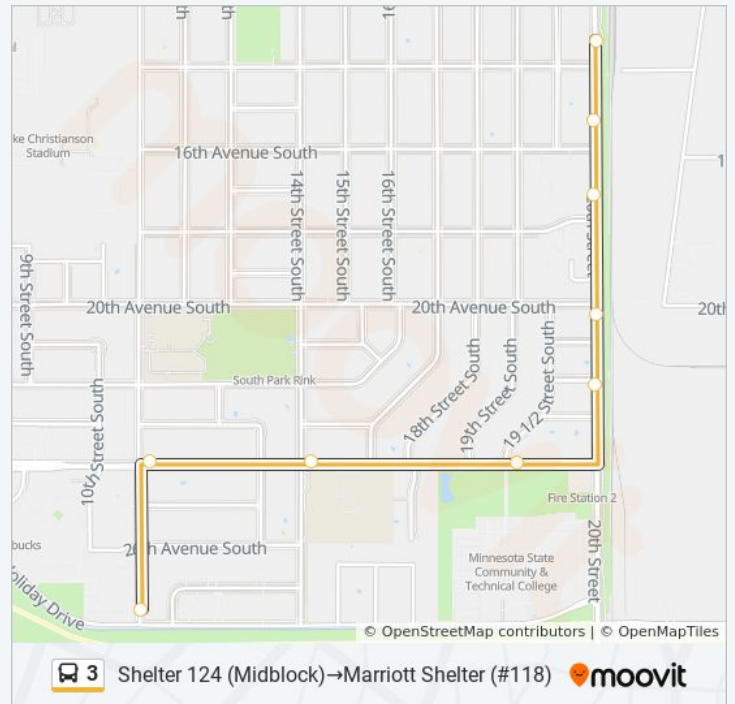 ke Christianson
Stadium
16th Avenue South
14th Street South
15th Street South
16th Street South
9th Street South
20th Avenue South
20th Avenue South
20th
South Park Rink
18th Street South
19th Street South
19 1/2 Street South
10th Street South
Fire Station 2
bucks
26th Avenue South
Minnesota State
Community &
Technical College
20th Street
Holiday Drive
© OpenStreetMap contributors | © OpenMapTiles
3 Shelter 124 (Midblock)→Marriott Shelter (#118) moovit